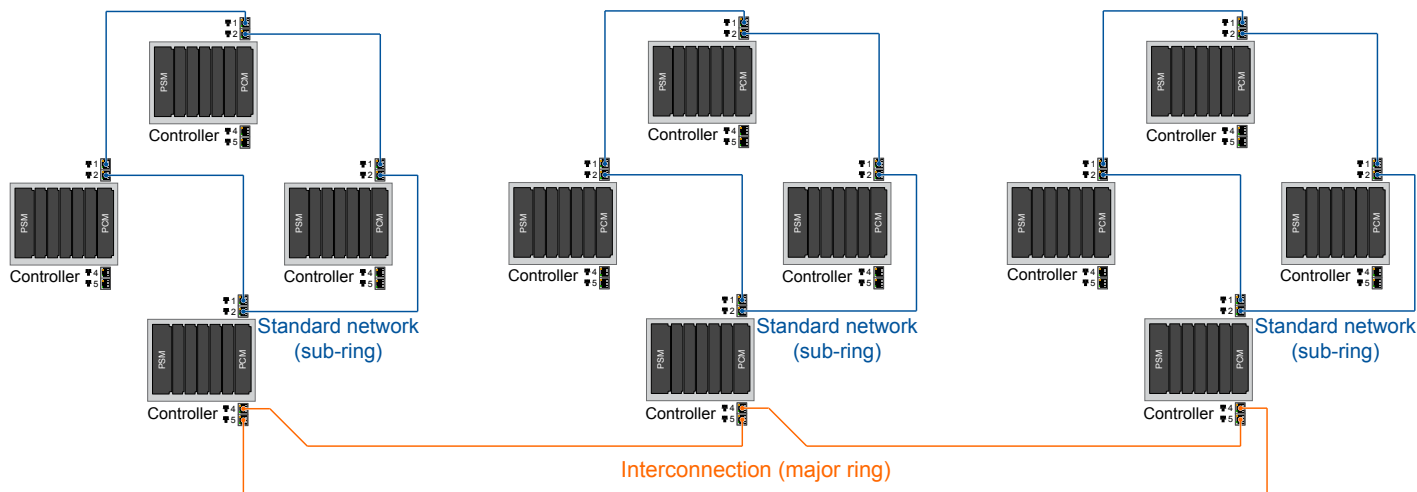 1
2
PSM
PCM
Controller
4
5
1
2
PSM
PCM
Controller
4
5
1
2
PSM
PCM
Controller
4
5
1
2
PSM
PCM
Controller
4
5
Standard network
(sub-ring)
1
2
PSM
PCM
Controller
4
5
1
2
PSM
PCM
Controller
4
5
1
2
PSM
PCM
Controller
4
5
1
2
PSM
PCM
Controller
4
5
Standard network
(sub-ring)
1
2
PSM
PCM
Controller
4
5
1
2
PSM
PCM
Controller
4
5
1
2
PSM
PCM
Controller
4
5
1
2
PSM
PCM
Controller
4
5
Standard network
(sub-ring)
Interconnection (major ring)